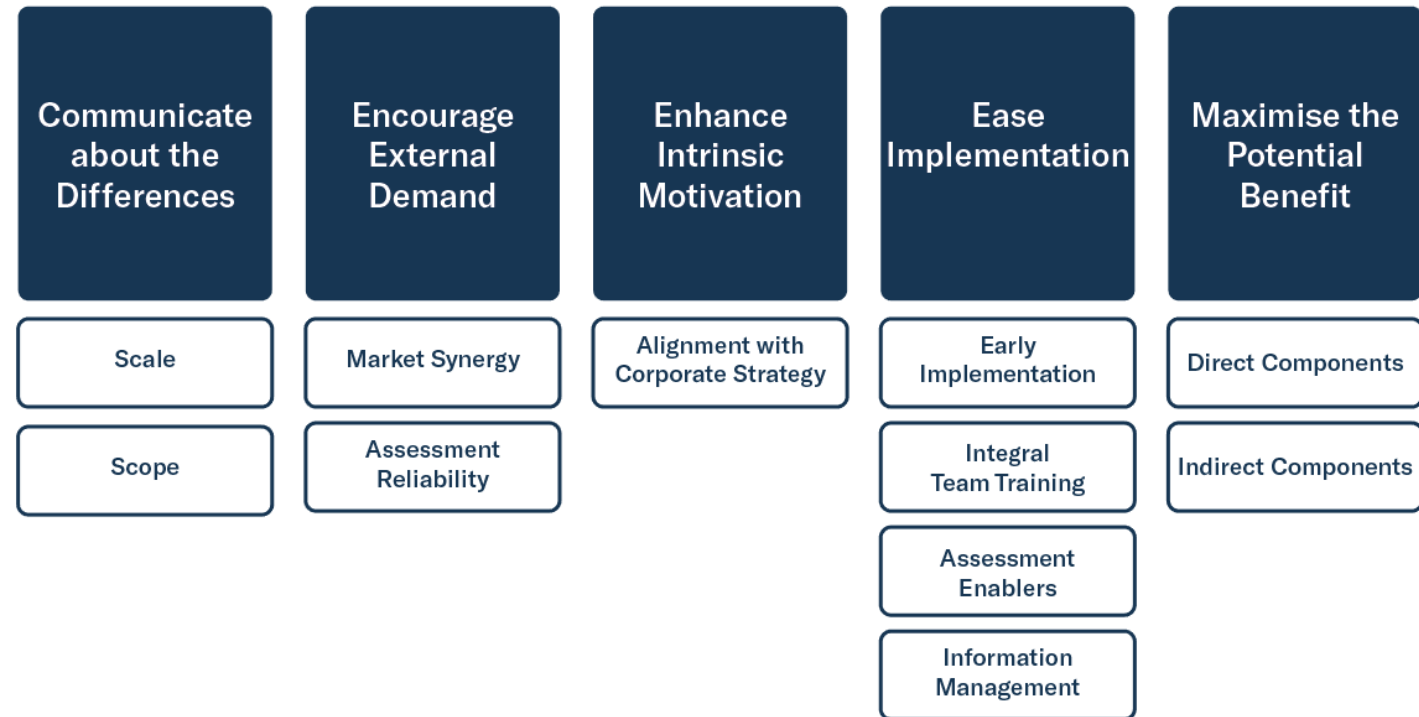 Communicate
about the
Differences
Scale
Scope
Encourage
External
Demand
Market Synergy
Assessment
Reliability
Enhance
Intrinsic
Motivation
Alignment with
Corporate Strategy
Ease
Implementation
Early
Implementation
Integral
Team Training
Assessment
Enablers
Information
Management
Maximise the
Potential
Benefit
Direct Components
Indirect Components